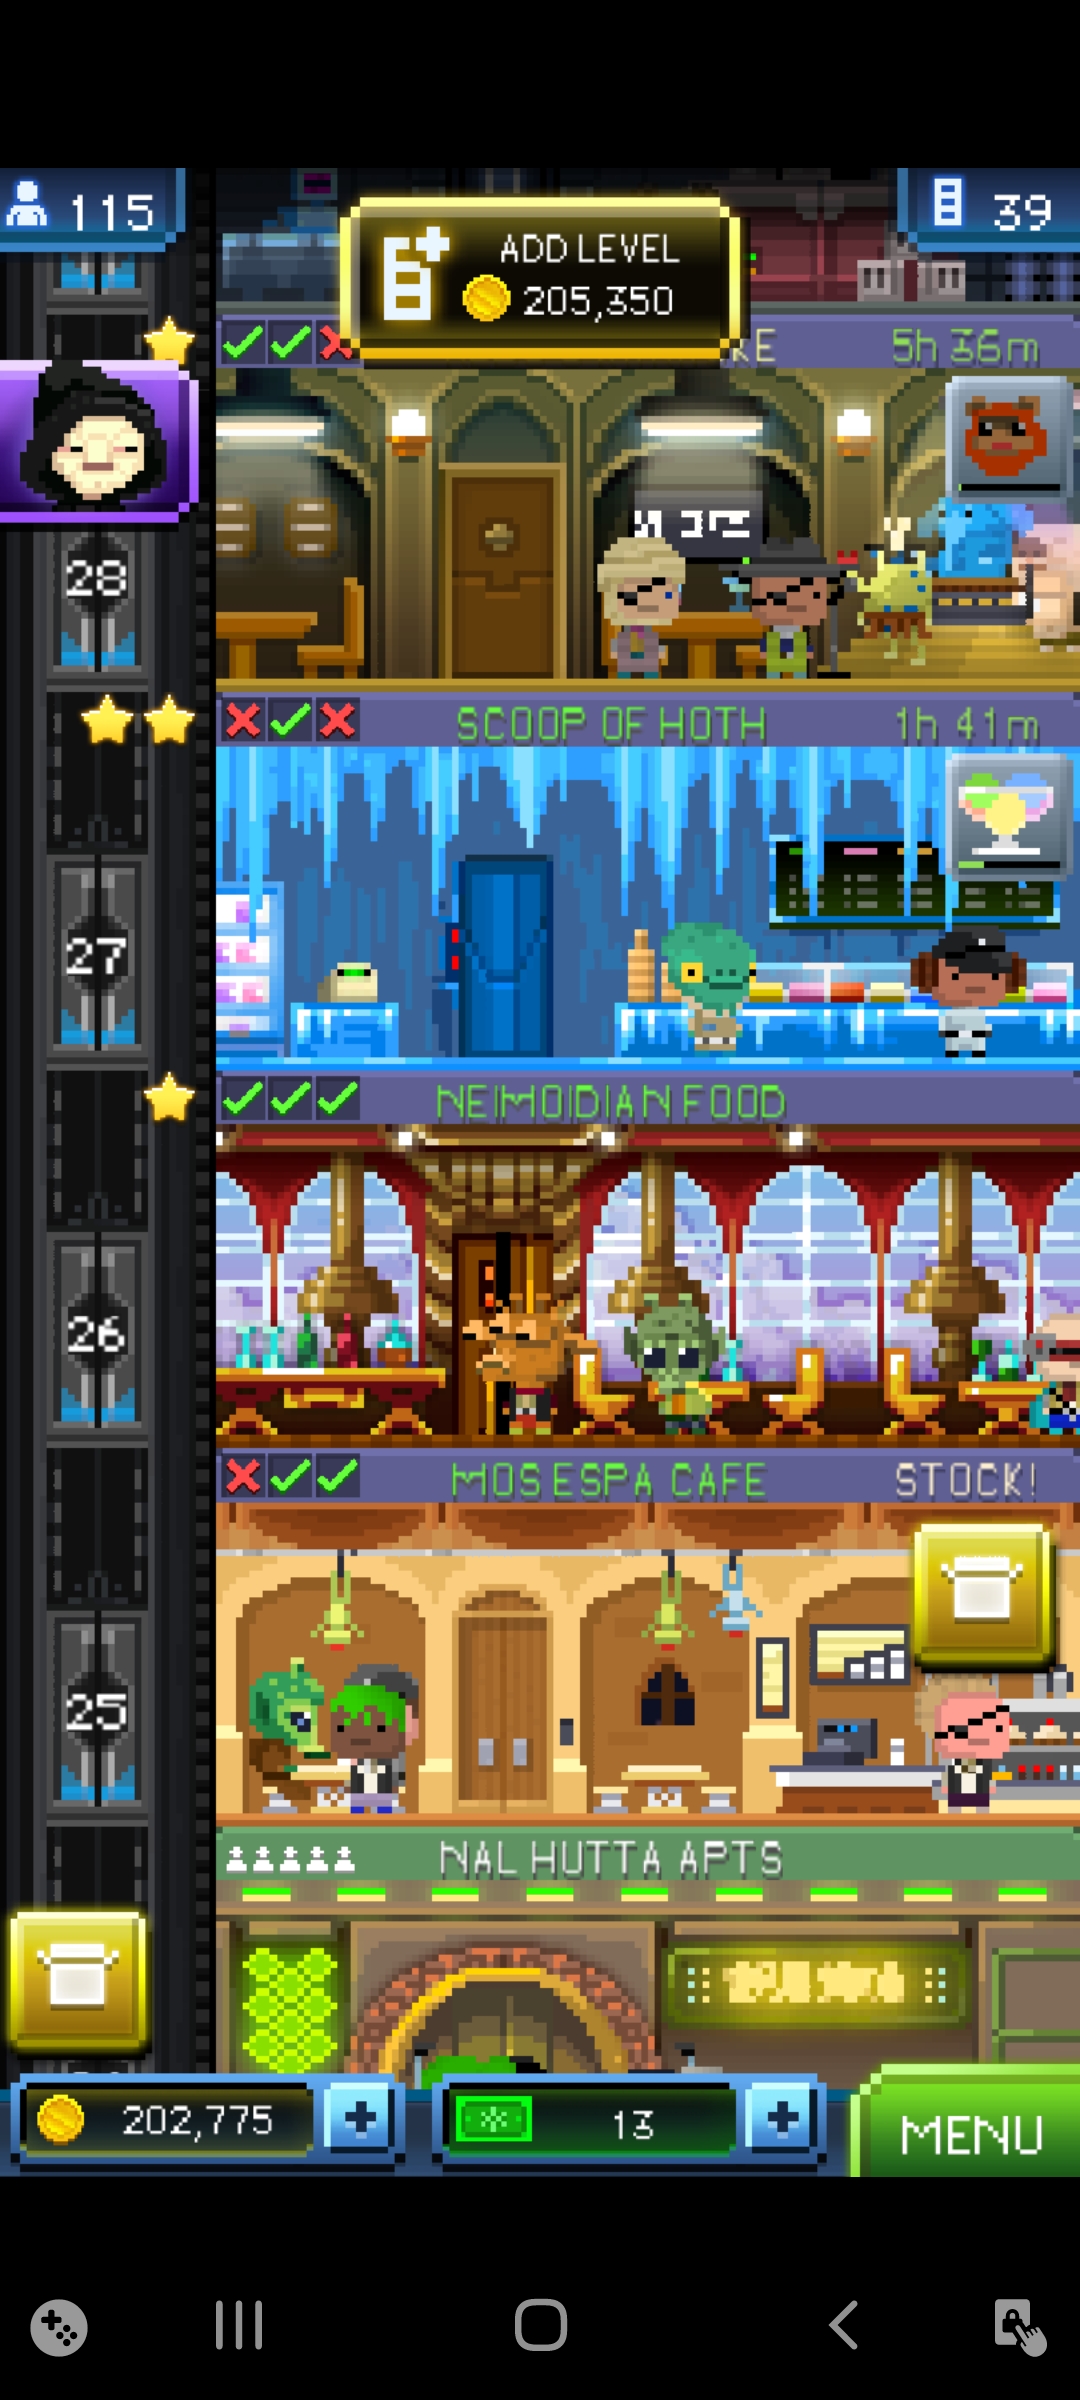 115
ADD LEVEL
205,350
39
KE
5h 36m
28
SCOOP OF HOTH
1h 41m
27
NEIMOIDIAN FOOD
26
MOS ESPA CAFE
STOCK!
25
NAL HUTTA APTS
202,775
13
MENU